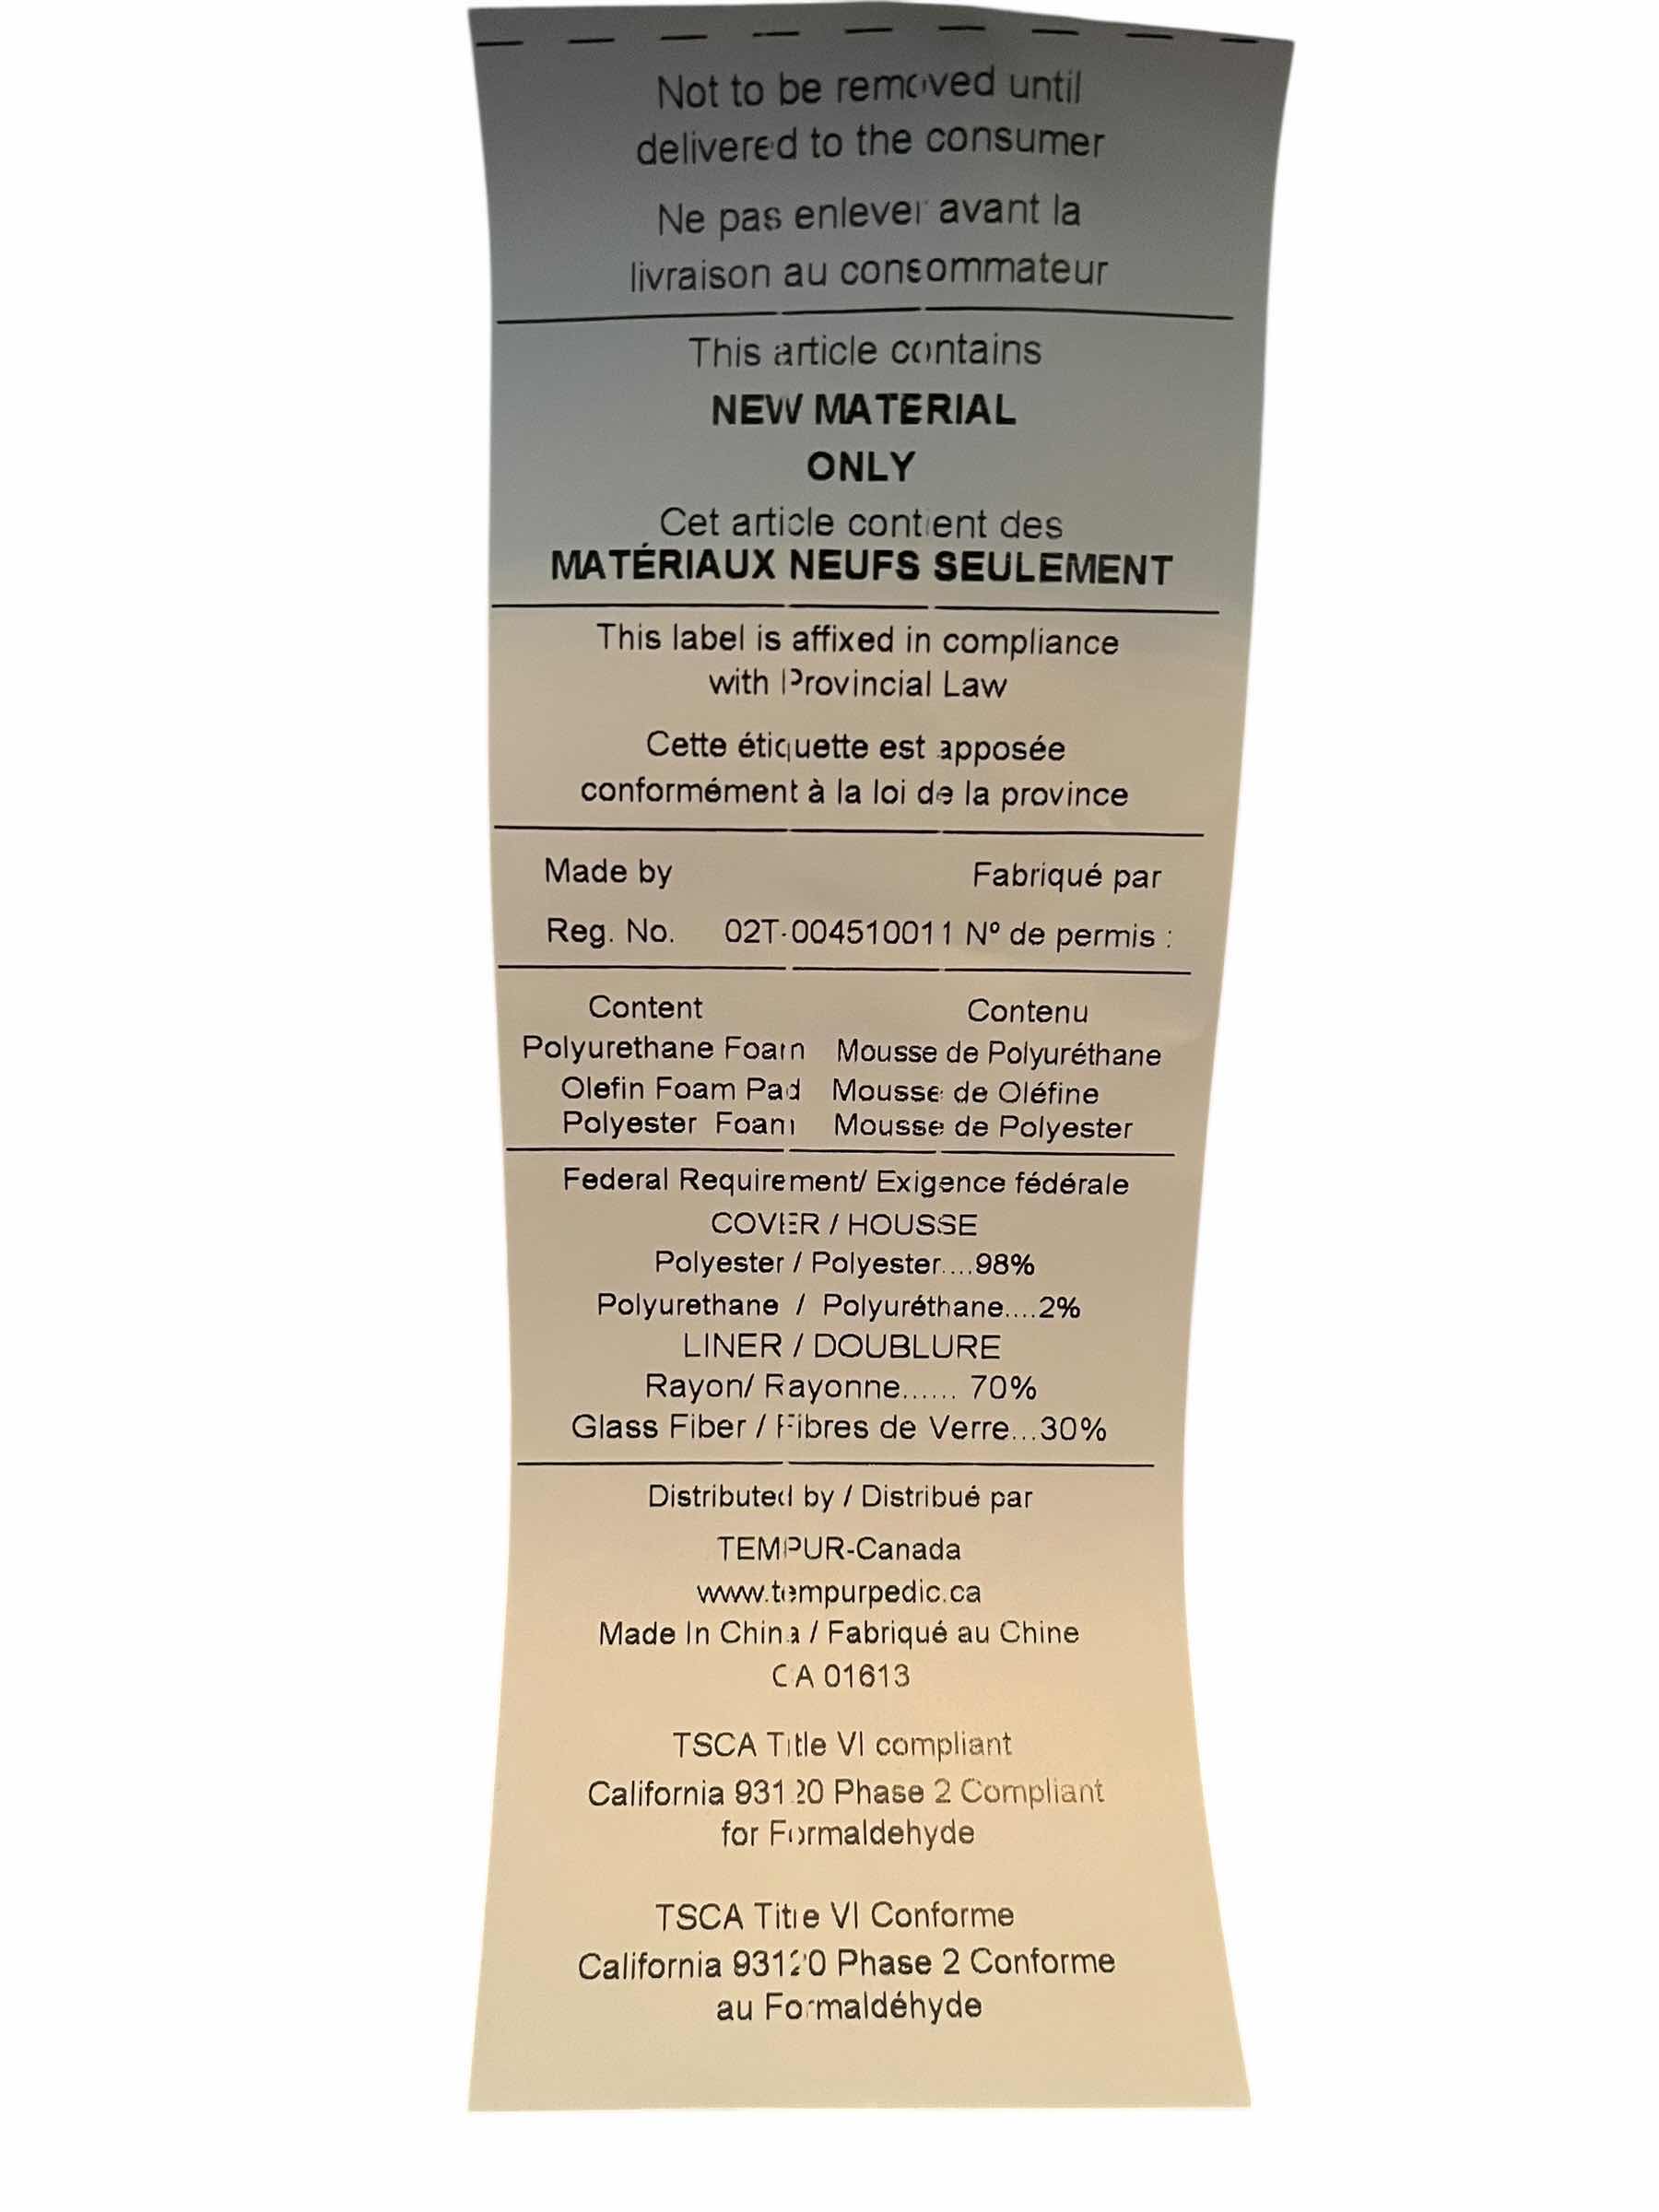 Not to be removed until
delivered to the consumer
Ne pas enlever avant la
livraison au consommateur
This article contains
NEW MATERIAL
ONLY
Cet article contient des
MATÉRIAUX NEUFS SEULEMENT
This label is affixed in compliance
with Provincial Law
Cette étiquette est apposée
conformément à la loi de la province
Made by Fabriqué par
Reg. No. 02T-004510011 Nº de permis :
Content Contenu
Polyurethane Foam Mousse de Polyuréthane
Olefin Foam Pad Mousse de Oléfine
Polyester Foam Mousse de Polyester
Federal Requirement/ Exigence fédérale
COVER / HOUSSE
Polyester / Polyester....98%
Polyurethane / Polyuréthane....2%
LINER / DOUBLURE
Rayon/ Rayonne...... 70%
Glass Fiber / Fibres de Verre...30%
Distributed by / Distribué par
TEMPUR-Canada
www.tempurpedic.ca
Made In China / Fabriqué au Chine
CA 01613
TSCA Title VI compliant
California 93120 Phase 2 Compliant
for Formaldehyde
TSCA Title VI Conforme
California 93120 Phase 2 Conforme
au Formaldéhyde